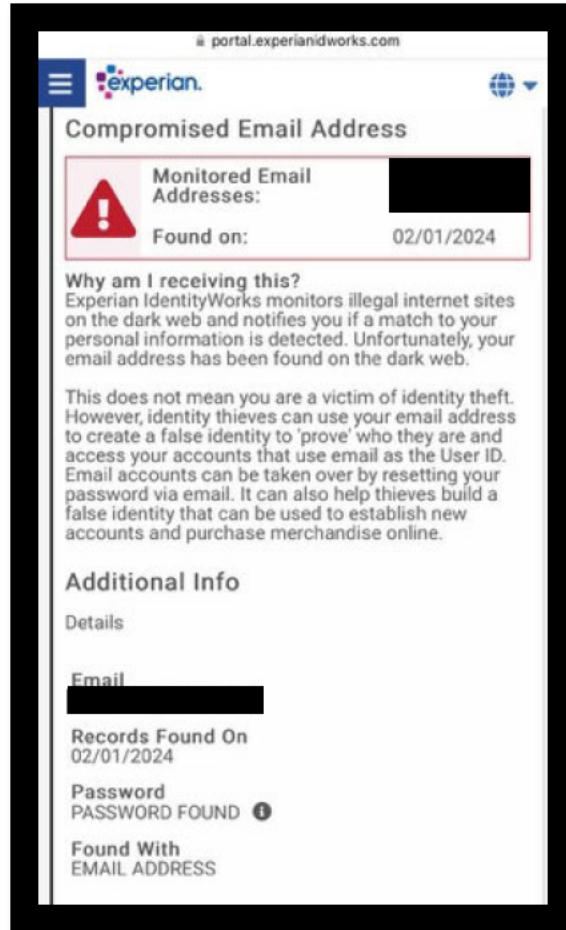 portal.experianidworks.com
experian.
Compromised Email Address
Monitored Email
Addresses:
Found on: 02/01/2024
Why am I receiving this?
Experian IdentityWorks monitors illegal internet sites
on the dark web and notifies you if a match to your
personal information is detected. Unfortunately, your
email address has been found on the dark web.
This does not mean you are a victim of identity theft.
However, identity thieves can use your email address
to create a false identity to 'prove' who they are and
access your accounts that use email as the User ID.
Email accounts can be taken over by resetting your
password via email. It can also help thieves build a
false identity that can be used to establish new
accounts and purchase merchandise online.
Additional Info
Details
Email
Records Found On
02/01/2024
Password
PASSWORD FOUND
Found With
EMAIL ADDRESS